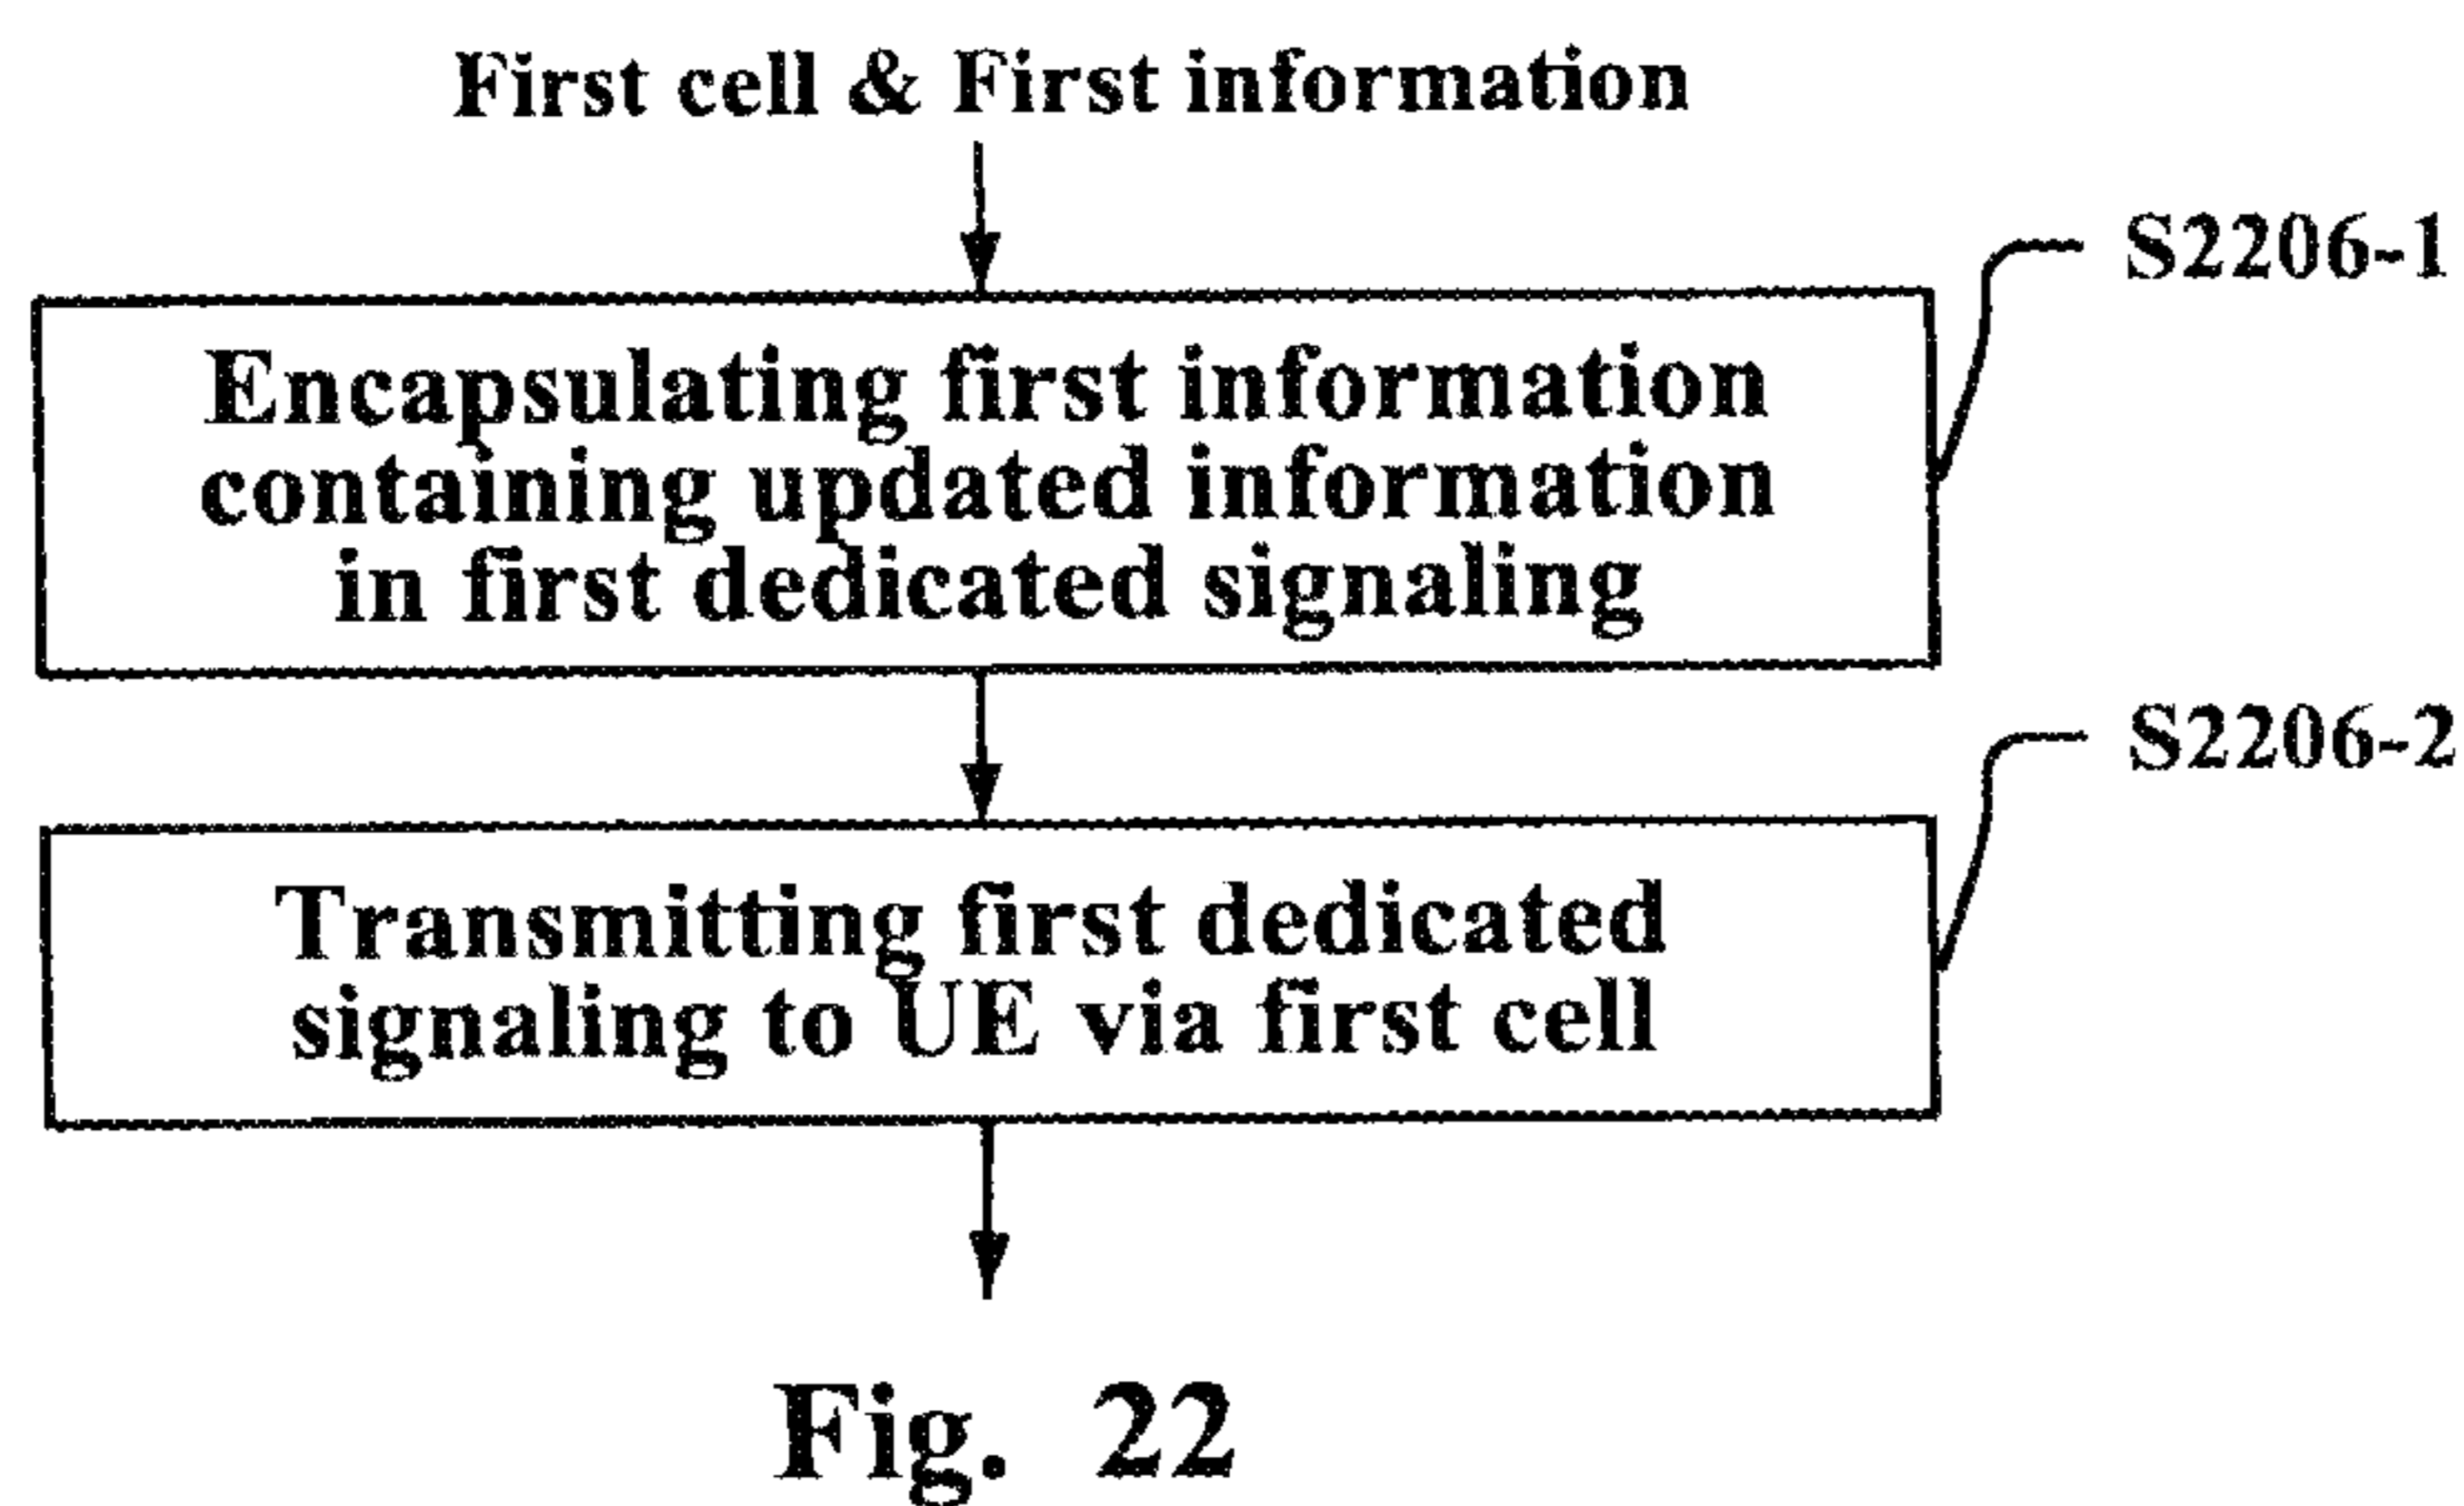 First cell & First information
S2206-1
Encapsulating first information
containing updated information
in first dedicated signaling
S2206-2
Transmitting first dedicated
signaling to UE via first cell
Fig. 22